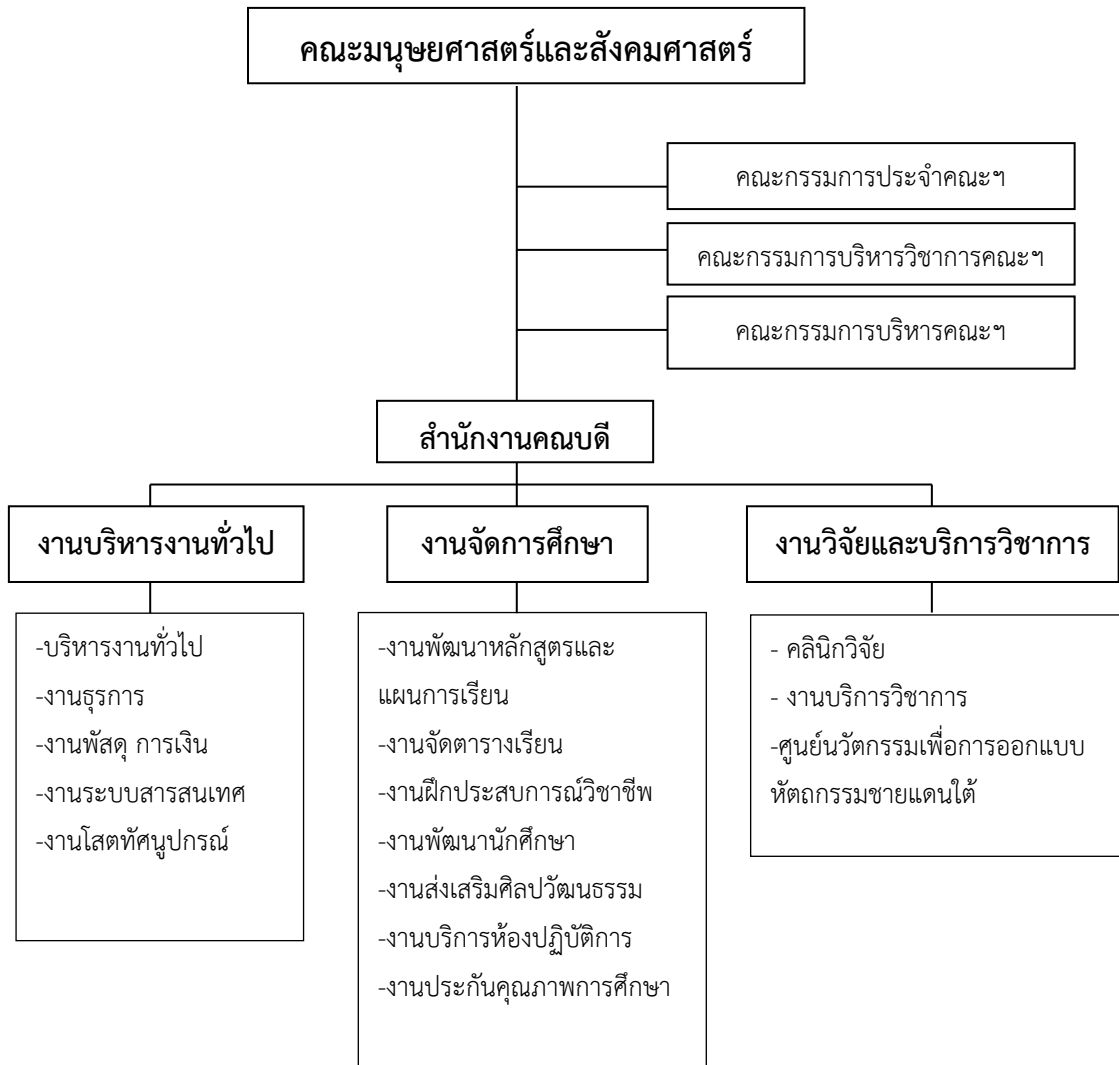 คณะมนุษยศาสตร์และสังคมศาสตร์
คณะกรรมการประจำคณะฯ
คณะกรรมการบริหารวิชาการคณะฯ
คณะกรรมการบริหารคณะฯ
สำนักงานคณบดี
งานบริหารงานทั่วไป
-บริหารงานทั่วไป
-งานธุรการ
-งานพัสดุ การเงิน
-งานระบบสารสนเทศ
-งานโสตทัศนูปกรณ์
งานจัดการศึกษา
-งานพัฒนาหลักสูตรและ
แผนการเรียน
-งานจัดตารางเรียน
-งานฝึกประสบการณ์วิชาชีพ
-งานพัฒนานักศึกษา
-งานส่งเสริมศิลปวัฒนธรรม
-งานบริการห้องปฏิบัติการ
-งานประกันคุณภาพการศึกษา
งานวิจัยและบริการวิชาการ
- คลินิกวิจัย
- งานบริการวิชาการ
-ศูนย์นวัตกรรมเพื่อการออกแบบ
หัตถกรรมชายแดนใต้